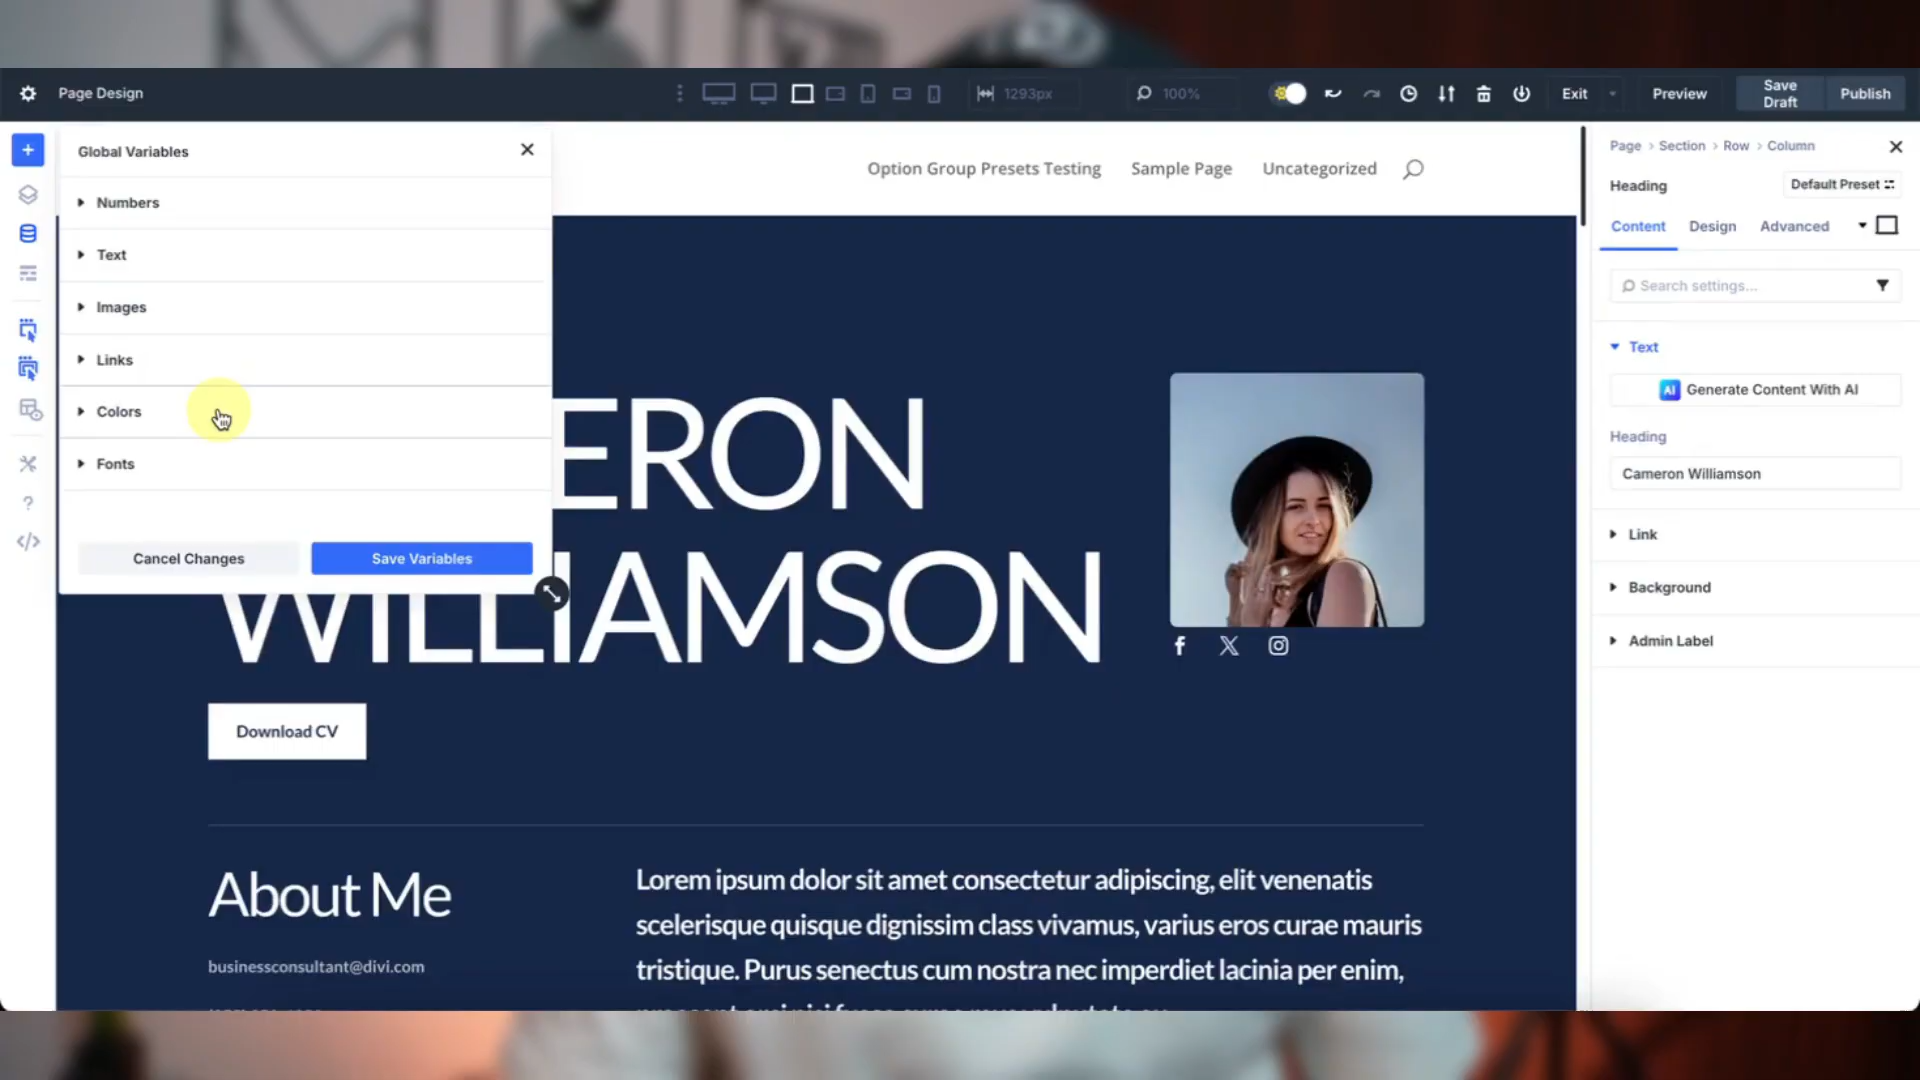 Page Design
1293px
100%
Exit
Preview
Save
Draft
Publish
Global Variables
Numbers
Text
Images
Links
Colors
Fonts
Cancel Changes
Save Variables
Option Group Presets Testing
Sample Page
Uncategorized
ERON
WILLIAMSON
Download CV
About Me
businessconsultant@divi.com
Lorem ipsum dolor sit amet consectetur adipiscing, elit venenatis
scelerisque quisque dignissim class vivamus, varius eros curae mauris
tristique. Purus senectus cum nostra nec imperdiet lacinia per enim,
Page > Section > Row > Column
Heading
Default Preset
Content
Design
Advanced
Search settings...
Text
AI Generate Content With AI
Heading
Cameron Williamson
Link
Background
Admin Label